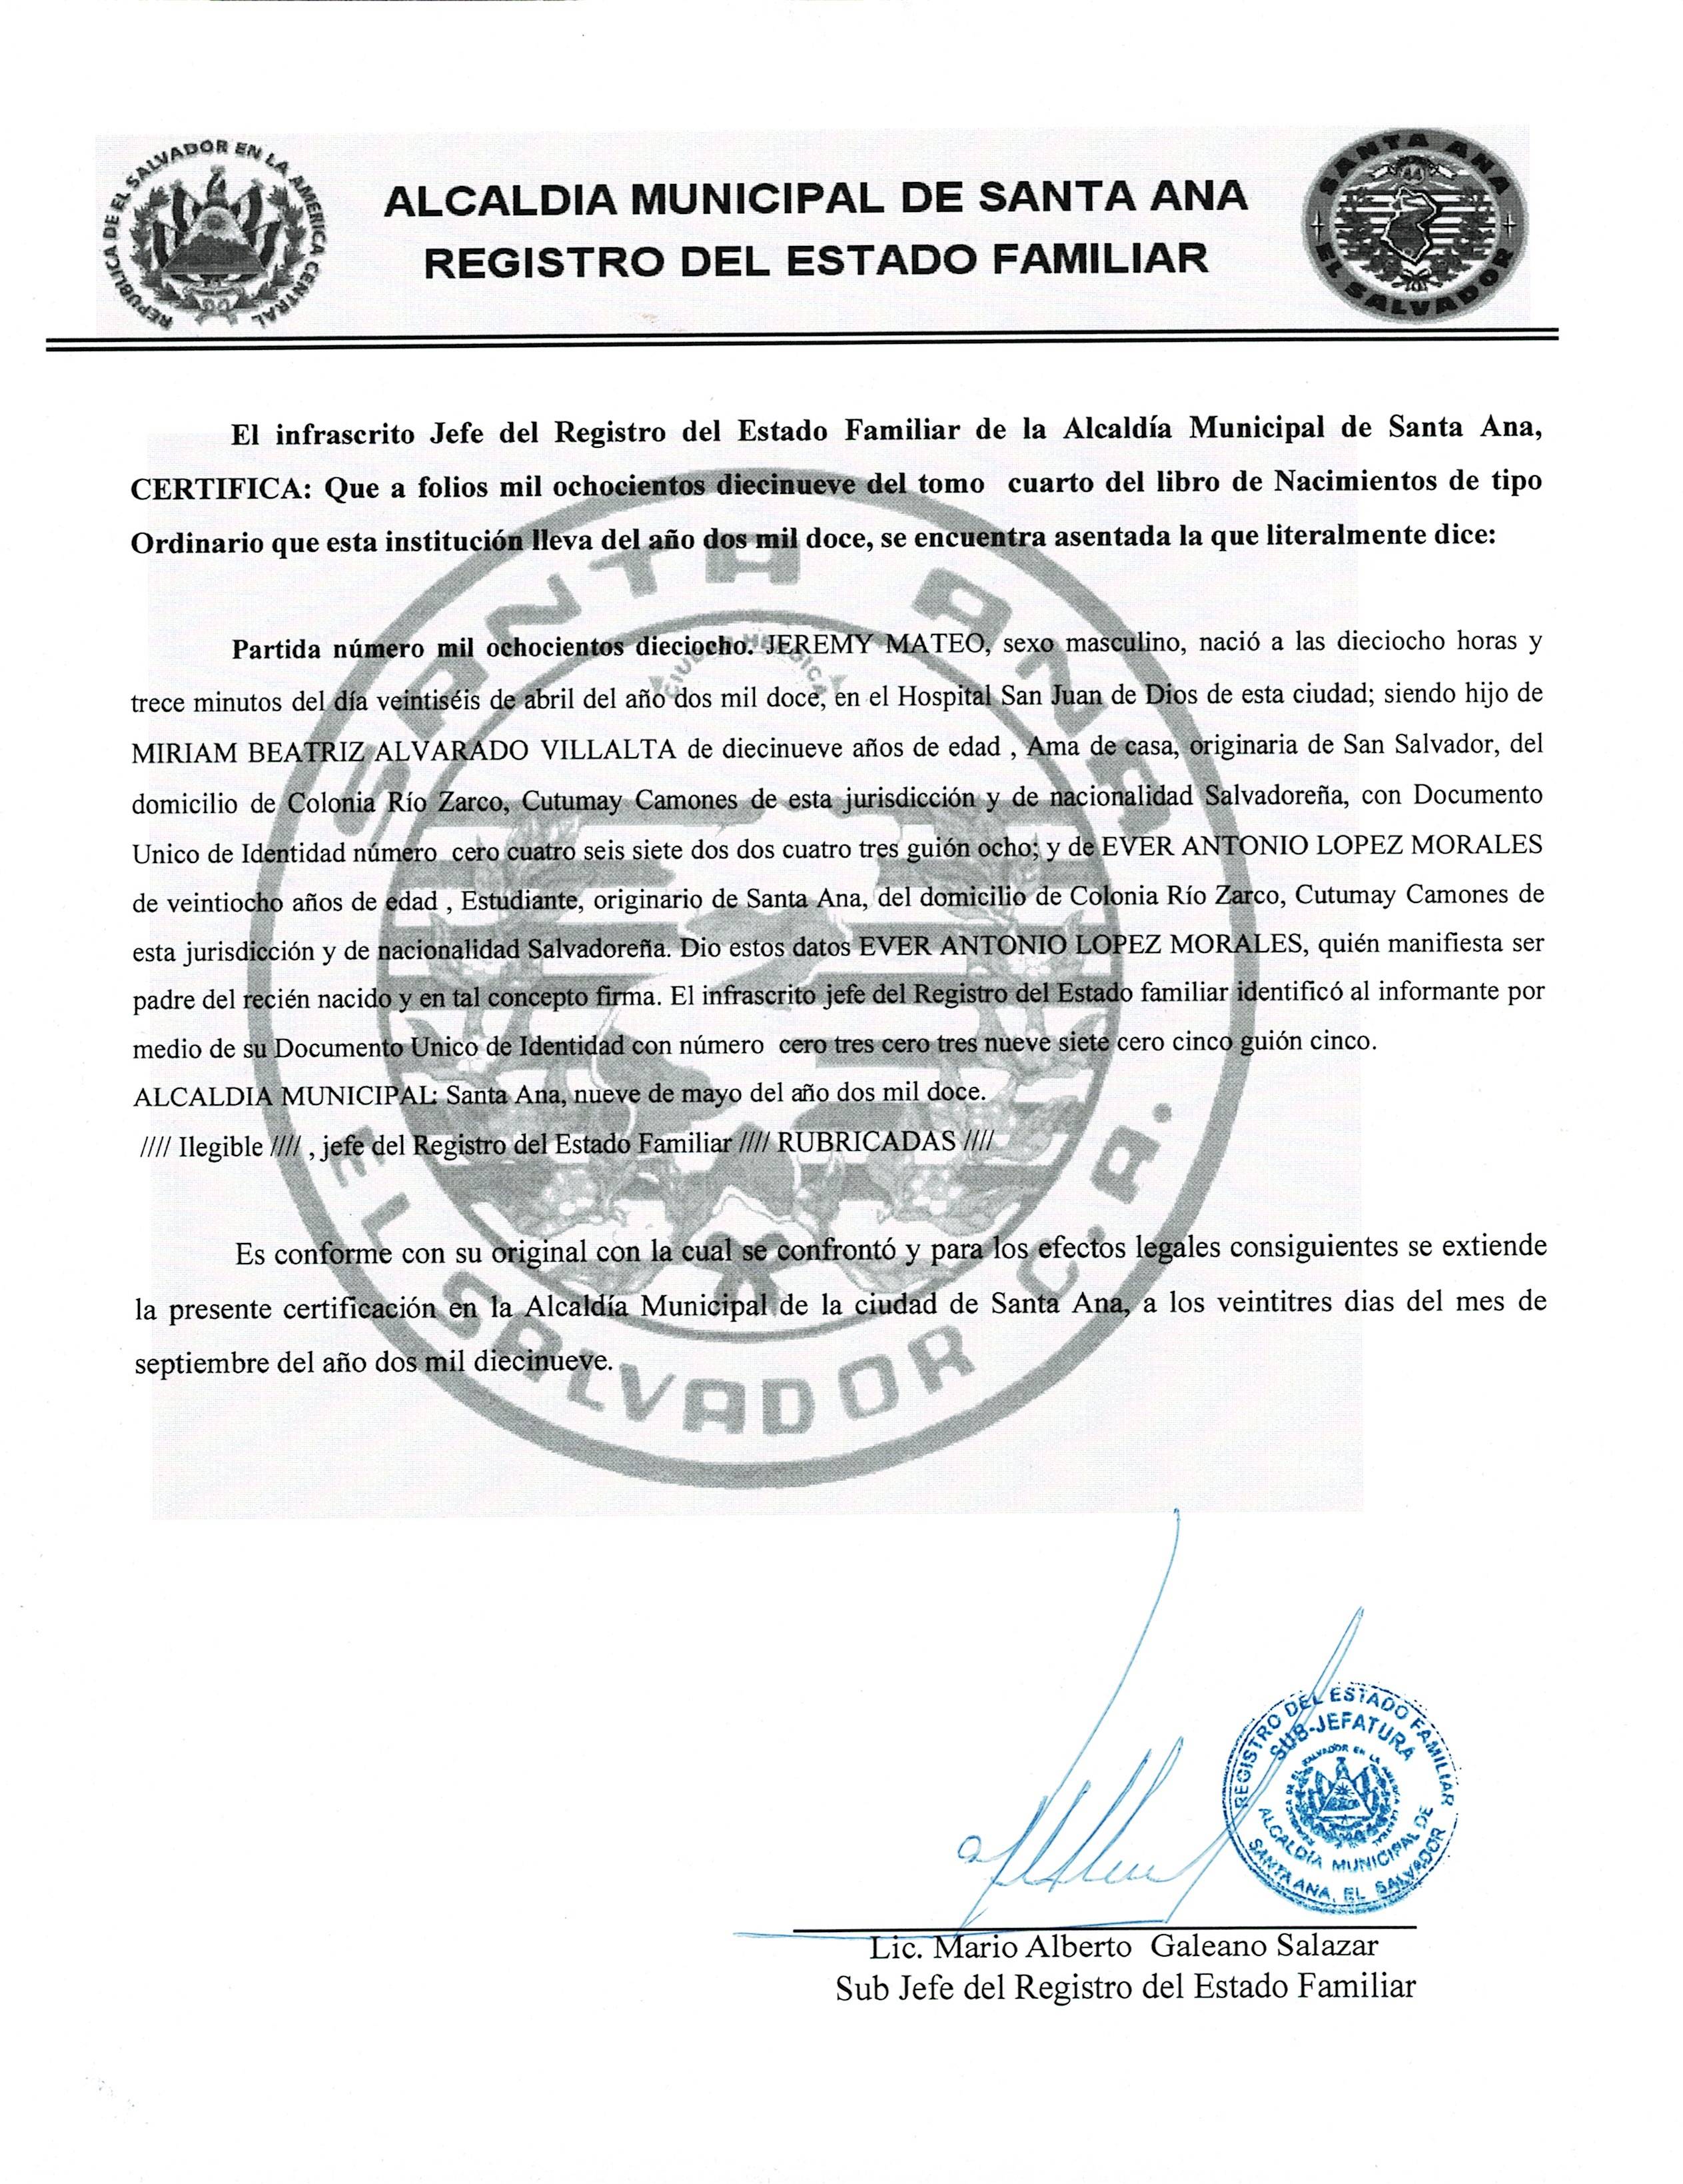 REPUBLICA DE EL SALVADOR EN LA AMERICA CENTRAL
ALCALDIA MUNICIPAL DE SANTA ANA
REGISTRO DEL ESTADO FAMILIAR
SANTA ANA
44
EL SALVADOR
El infrascrito Jefe del Registro del Estado Familiar de la Alcaldía Municipal de Santa Ana,
CERTIFICA: Que a folios mil ochocientos diecinueve del tomo cuarto del libro de Nacimientos de tipo
Ordinario que esta institución lleva del año dos mil doce, se encuentra asentada la que literalmente dice:
SANTA ANA
Partida número mil ochocientos dieciocho. JEREMY MATEO, sexo masculino, nació a las dieciocho horas y
trece minutos del día veintiséis de abril del año dos mil doce, en el Hospital San Juan de Dios de esta ciudad; siendo hijo de
MIRIAM BEATRIZ ALVARADO VILLALTA de diecinueve años de edad , Ama de casa, originaria de San Salvador, del
domicilio de Colonia Río Zarco, Cutumay Camones de esta jurisdicción y de nacionalidad Salvadoreña, con Documento
Unico de Identidad número cero cuatro seis siete dos dos cuatro tres guión ocho; y de EVER ANTONIO LOPEZ MORALES
de veintiocho años de edad , Estudiante, originario de Santa Ana, del domicilio de Colonia Río Zarco, Cutumay Camones de
esta jurisdicción y de nacionalidad Salvadoreña. Dio estos datos EVER ANTONIO LOPEZ MORALES, quién manifiesta ser
padre del recién nacido y en tal concepto firma. El infrascrito jefe del Registro del Estado familiar identificó al informante por
medio de su Documento Unico de Identidad con número cero tres cero tres nueve siete cero cinco guión cinco.
ALCALDIA MUNICIPAL: Santa Ana, nueve de mayo del año dos mil doce.
//// Ilegible //// , jefe del Registro del Estado Familiar //// RUBRICADAS ////
Es conforme con su original con la cual se confrontó y para los efectos legales consiguientes se extiende
la presente certificación en la Alcaldía Municipal de la ciudad de Santa Ana, a los veintitres dias del mes de
septiembre del año dos mil diecinueve.
EL SALVADOR C.A.
REGISTRO DEL ESTADO FAMILIAR
SUB-JEFATURA
ALCALDIA MUNICIPAL DE
SANTA ANA, EL SALVADOR
Lic. Mario Alberto Galeano Salazar
Sub Jefe del Registro del Estado Familiar